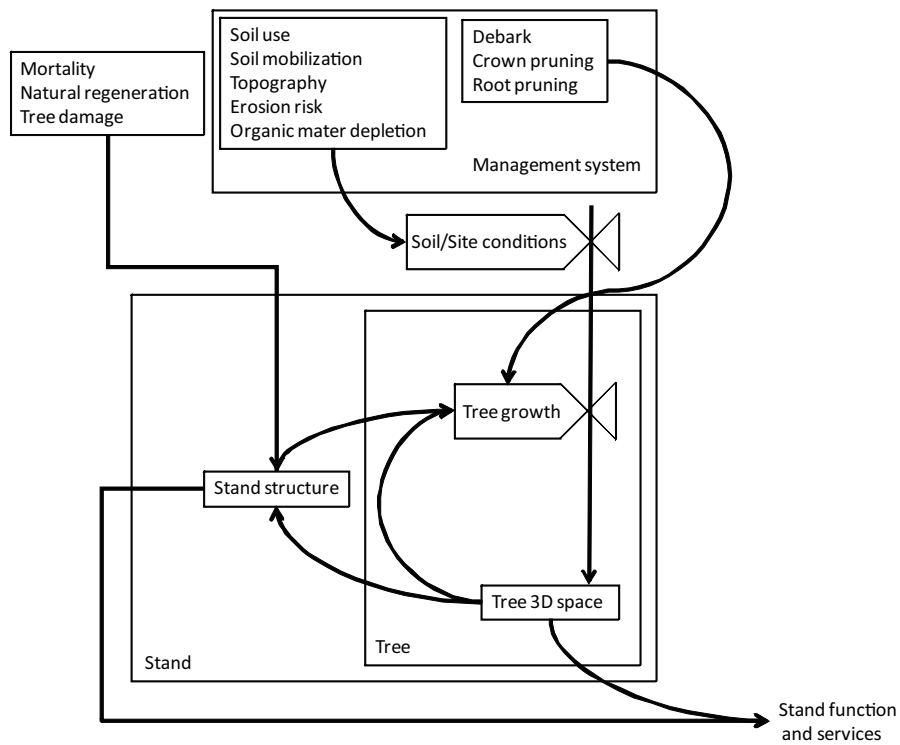 Mortality
Natural regeneration
Tree damage
Soil use
Soil mobilization
Topography
Erosion risk
Organic mater depletion
Debark
Crown pruning
Root pruning
Management system
Soil/Site conditions
Tree growth
Stand structure
Tree 3D space
Tree
Stand
Stand function
and services